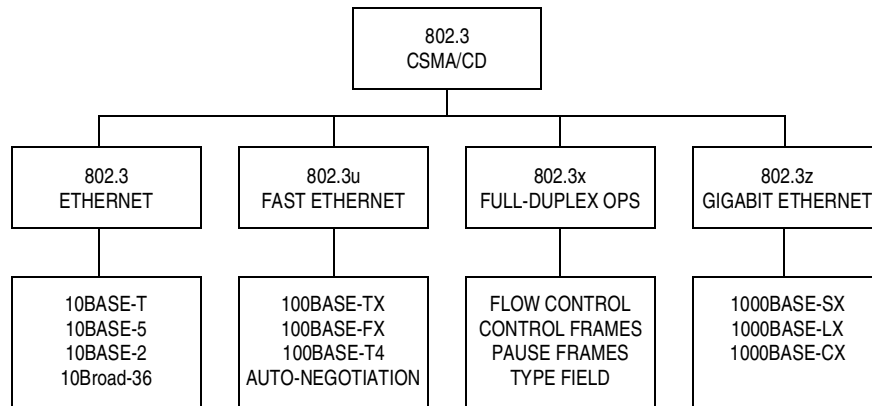 802.3
CSMA/CD
802.3
ETHERNET
802.3u
FAST ETHERNET
802.3x
FULL-DUPLEX OPS
802.3z
GIGABIT ETHERNET
10BASE-T
10BASE-5
10BASE-2
10Broad-36
100BASE-TX
100BASE-FX
100BASE-T4
AUTO-NEGOTIATION
FLOW CONTROL
CONTROL FRAMES
PAUSE FRAMES
TYPE FIELD
1000BASE-SX
1000BASE-LX
1000BASE-CX